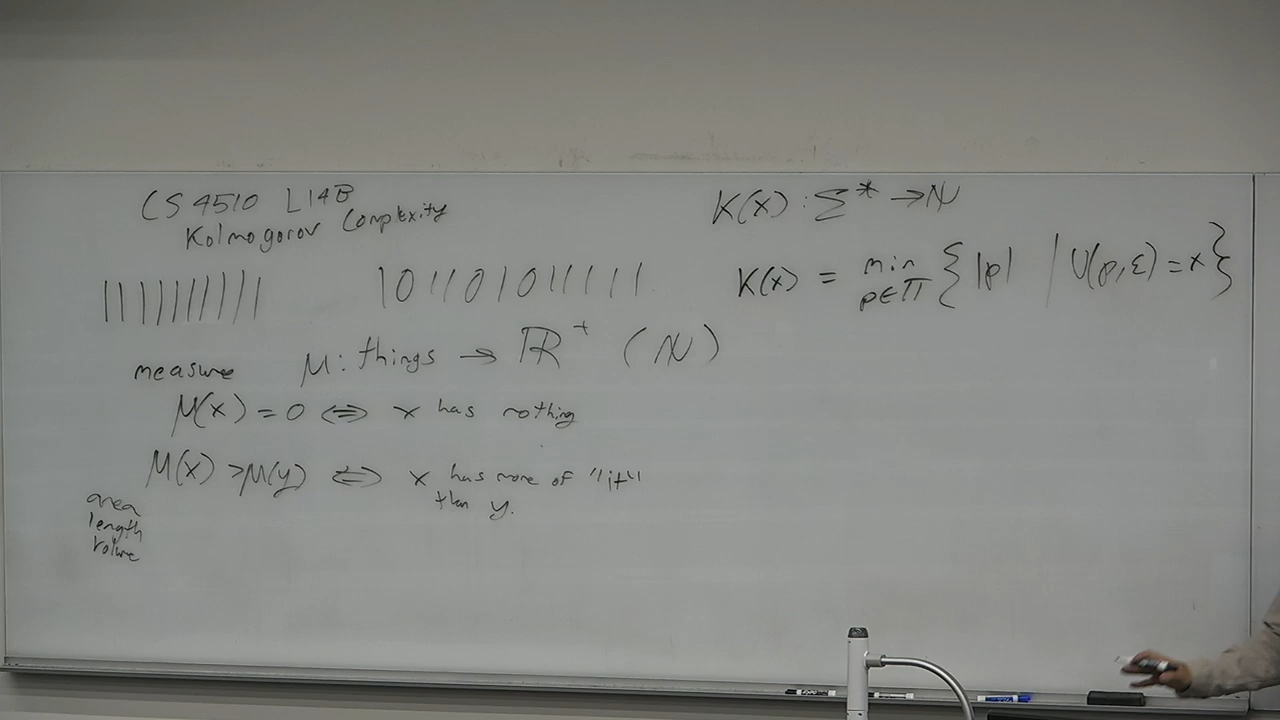 CS 4510 L14B
Kolmogorov Complexity
||||||||||
101101011111
measure μ: things → ℝ⁺ (ℕ)
μ(x) = 0 ⇔ x has nothing
μ(x) > μ(y) ⇔ x has more of "it"
than y.
area
length
volume
K(x) : Σ* → ℕ
K(x) = min { |p| | U(p, ε) = x }
p∈Π